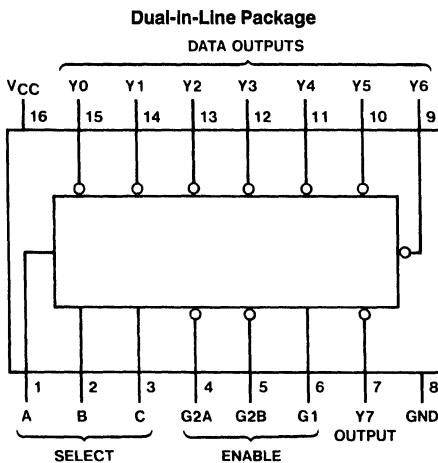 Dual-In-Line Package
DATA OUTPUTS
VCC Y0 Y1 Y2 Y3 Y4 Y5 Y6
16 15 14 13 12 11 10 9
1 2 3 4 5 6 7 8
A B C G2A G2B G1 Y7 GND
OUTPUT
SELECT ENABLE